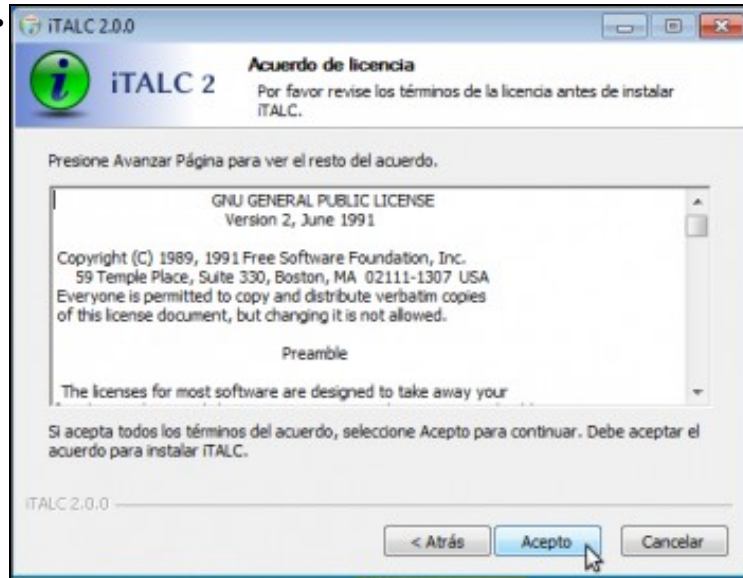 iTALC 2.0.0
iTALC 2
Acuerdo de licencia
Por favor revise los términos de la licencia antes de instalar
iTALC.
Presione Avanzar Página para ver el resto del acuerdo.
GNU GENERAL PUBLIC LICENSE
Version 2, June 1991
Copyright (C) 1989, 1991 Free Software Foundation, Inc.
59 Temple Place, Suite 330, Boston, MA 02111-1307 USA
Everyone is permitted to copy and distribute verbatim copies
of this license document, but changing it is not allowed.
Preamble
The licenses for most software are designed to take away your
Si acepta todos los términos del acuerdo, seleccione Acepto para continuar. Debe aceptar el
acuerdo para instalar iTALC.
iTALC 2.0.0
< Atrás Acepto Cancelar